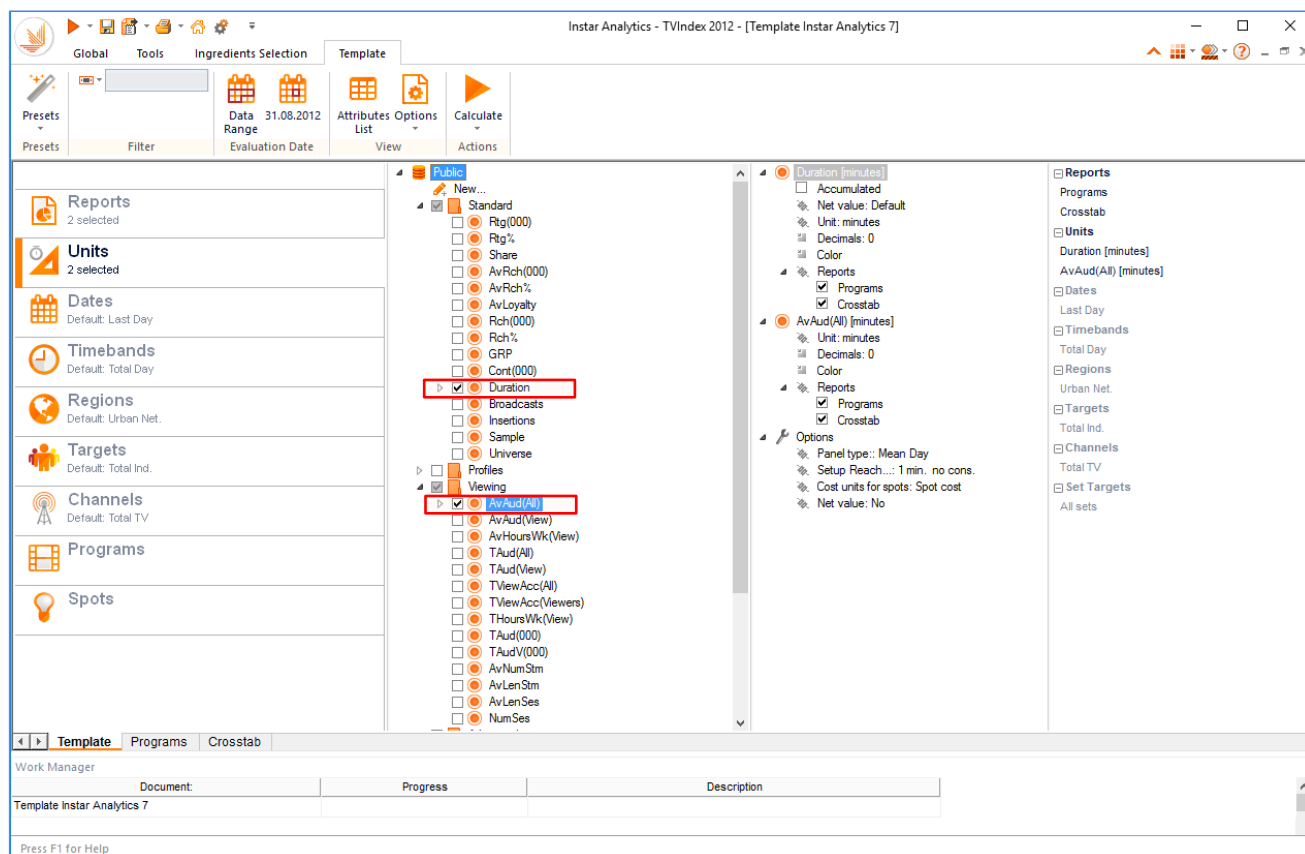 Instar Analytics - TVIndex 2012 - [Template Instar Analytics 7]
Global Tools Ingredients Selection Template
Presets
Data Range
31.08.2012
Attributes List
Options
Calculate
Presets Filter Evaluation Date View Actions
Reports
2 selected
Units
2 selected
Dates
Default: Last Day
Timebands
Default: Total Day
Regions
Default: Urban Net.
Targets
Default: Total Ind.
Channels
Default: Total TV
Programs
Spots
Public
New...
Standard
Rtg(000)
Rtg%
Share
AvRch(000)
AvRch%
AvLoyalty
Rch(000)
Rch%
GRP
Cont(000)
Duration
Broadcasts
Insertions
Sample
Universe
Profiles
Viewing
AvAud(All)
AvAud(View)
AvHoursWk(View)
TAud(All)
TAud(View)
TViewAcc(All)
TViewAcc(Viewers)
THoursWk(View)
TAud(000)
TAudV(000)
AvNumStm
AvLenStm
AvLenSes
NumSes
Duration [minutes]
Accumulated
Net value: Default
Unit: minutes
Decimals: 0
Color
Reports
Programs
Crosstab
AvAud(All) [minutes]
Unit: minutes
Decimals: 0
Color
Reports
Programs
Crosstab
Options
Panel type:: Mean Day
Setup Reach...: 1 min. no cons.
Cost units for spots: Spot cost
Net value: No
Reports
Programs
Crosstab
Units
Duration [minutes]
AvAud(All) [minutes]
Dates
Last Day
Timebands
Total Day
Regions
Urban Net.
Targets
Total Ind.
Channels
Total TV
Set Targets
All sets
Template Programs Crosstab
Work Manager
Document: Progress Description
Template Instar Analytics 7
Press F1 for Help